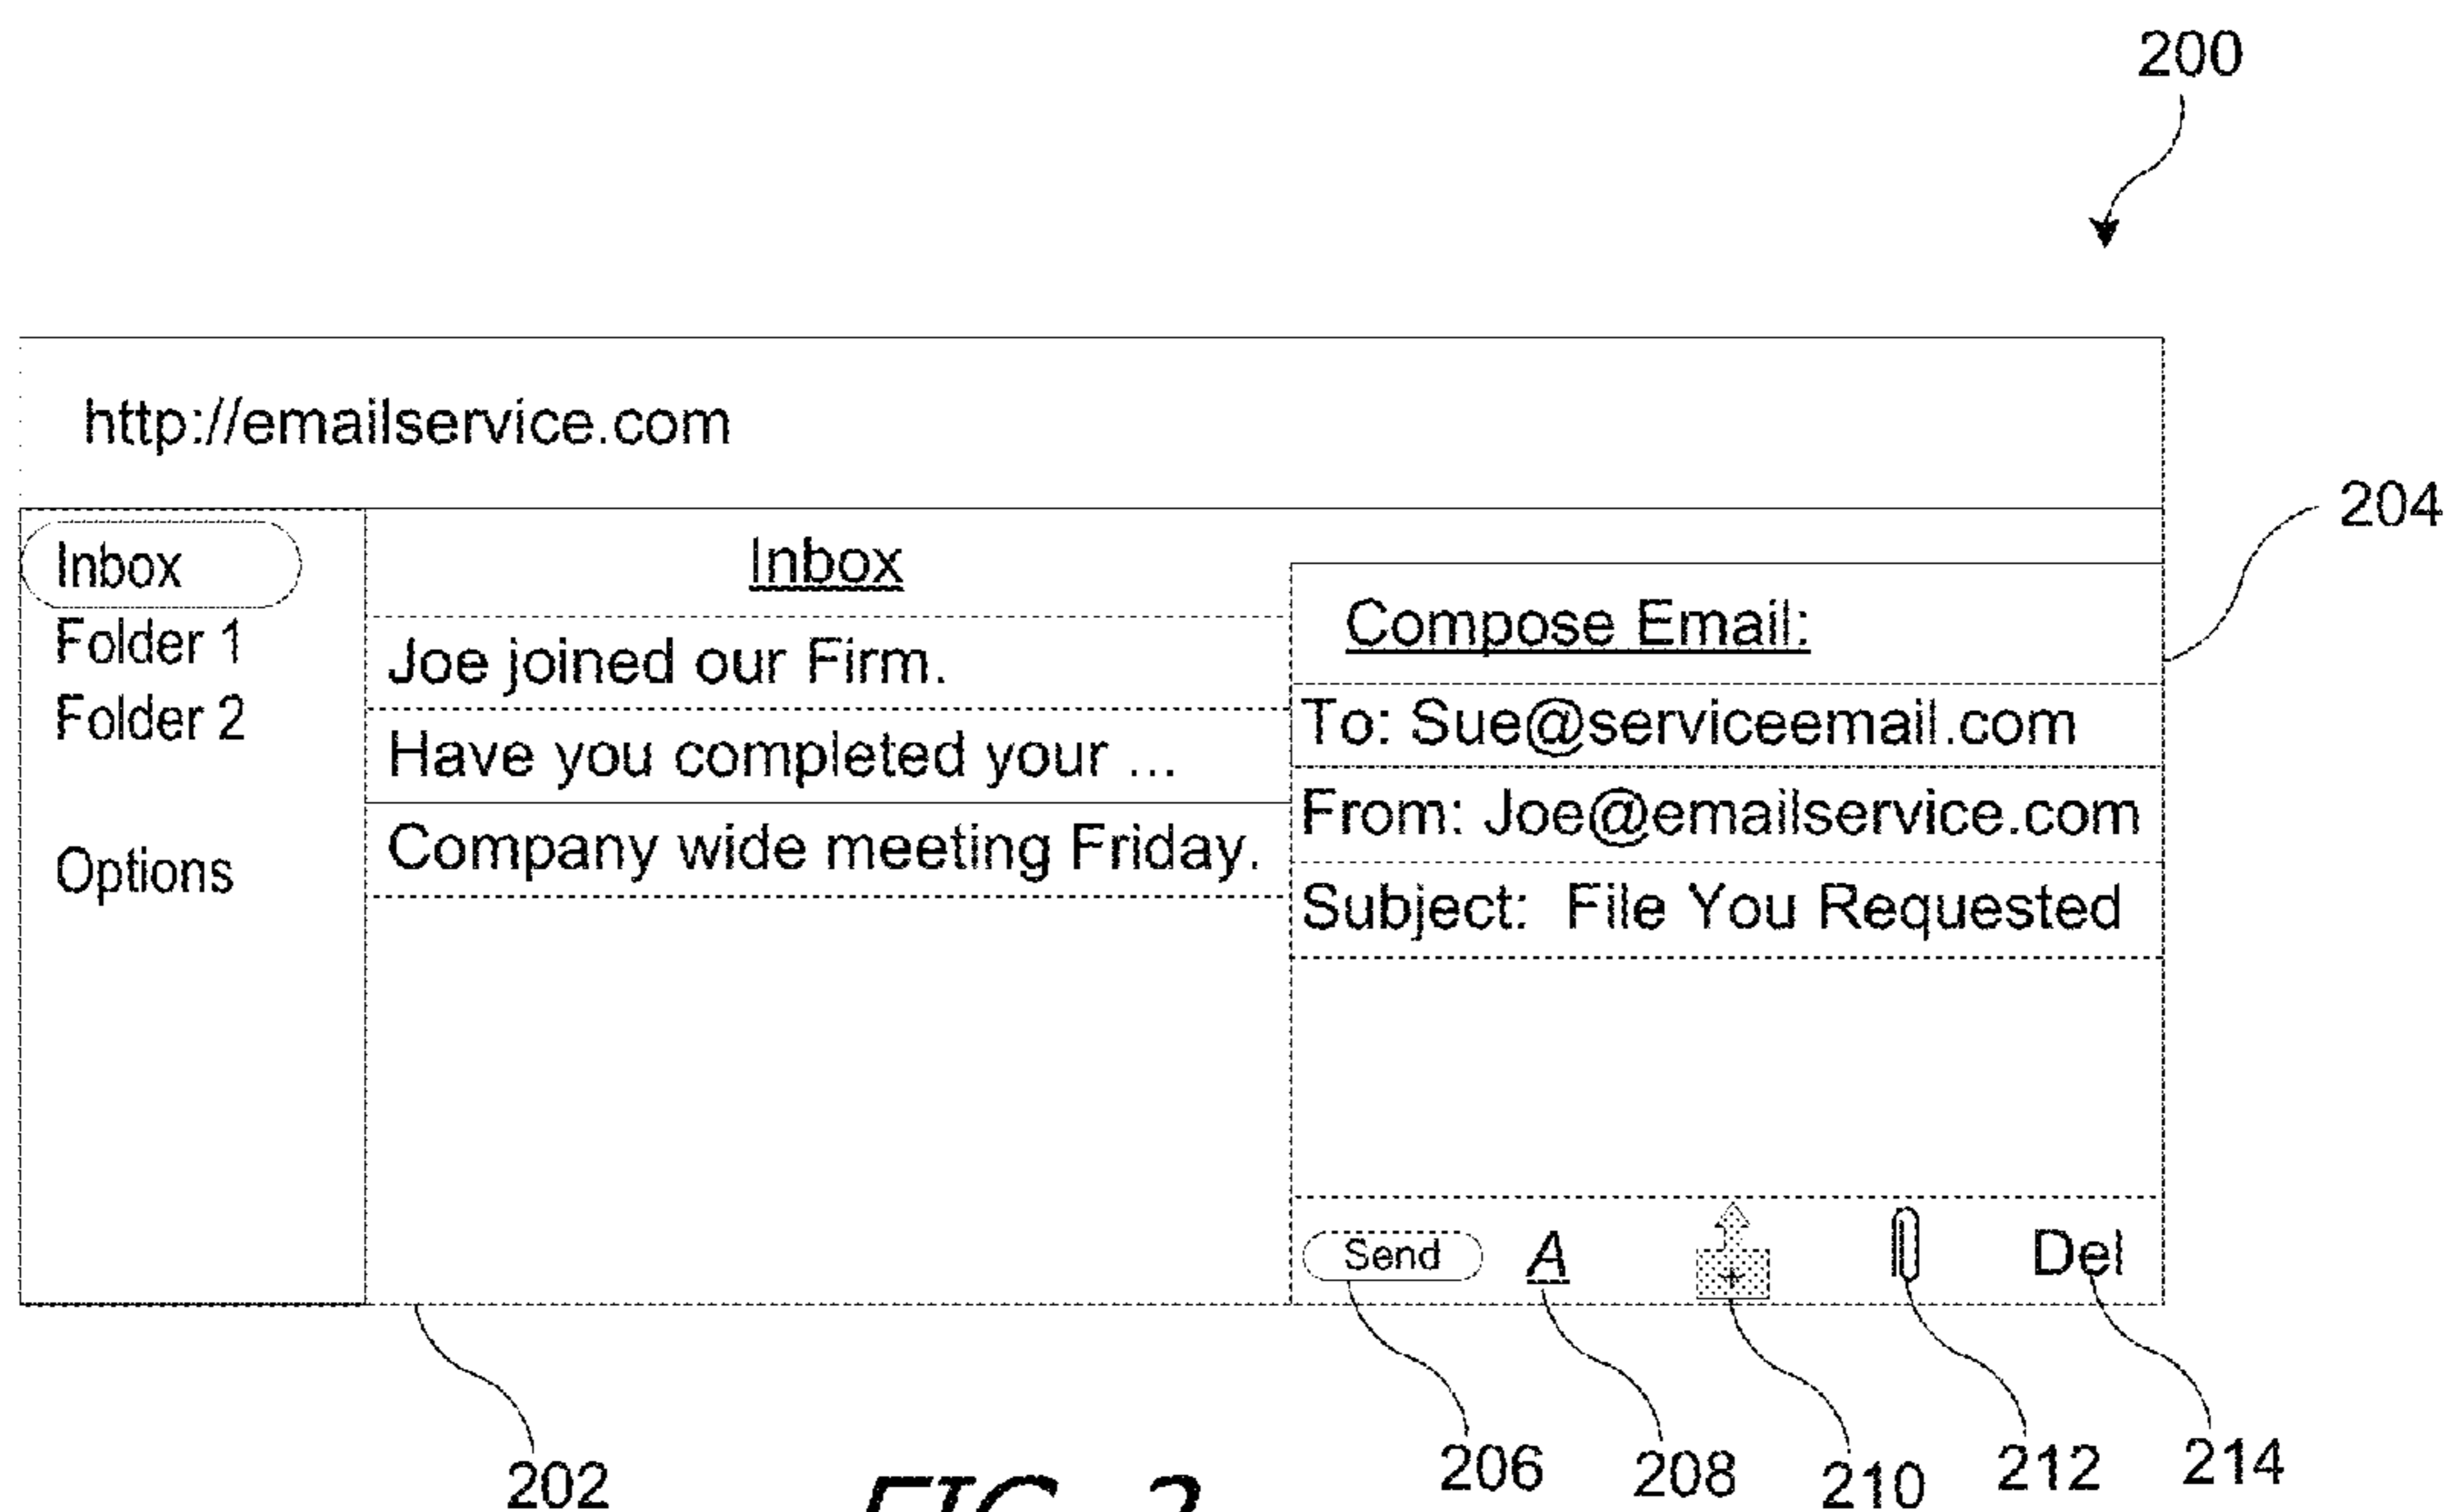 200
http://emailservice.com
204
Inbox
Folder 1
Folder 2
Options
Inbox
Joe joined our Firm.
Have you completed your ...
Company wide meeting Friday.
Compose Email:
To: Sue@serviceemail.com
From: Joe@emailservice.com
Subject: File You Requested
Send A + Del
202
206
208
210
212
214
FIG. 2